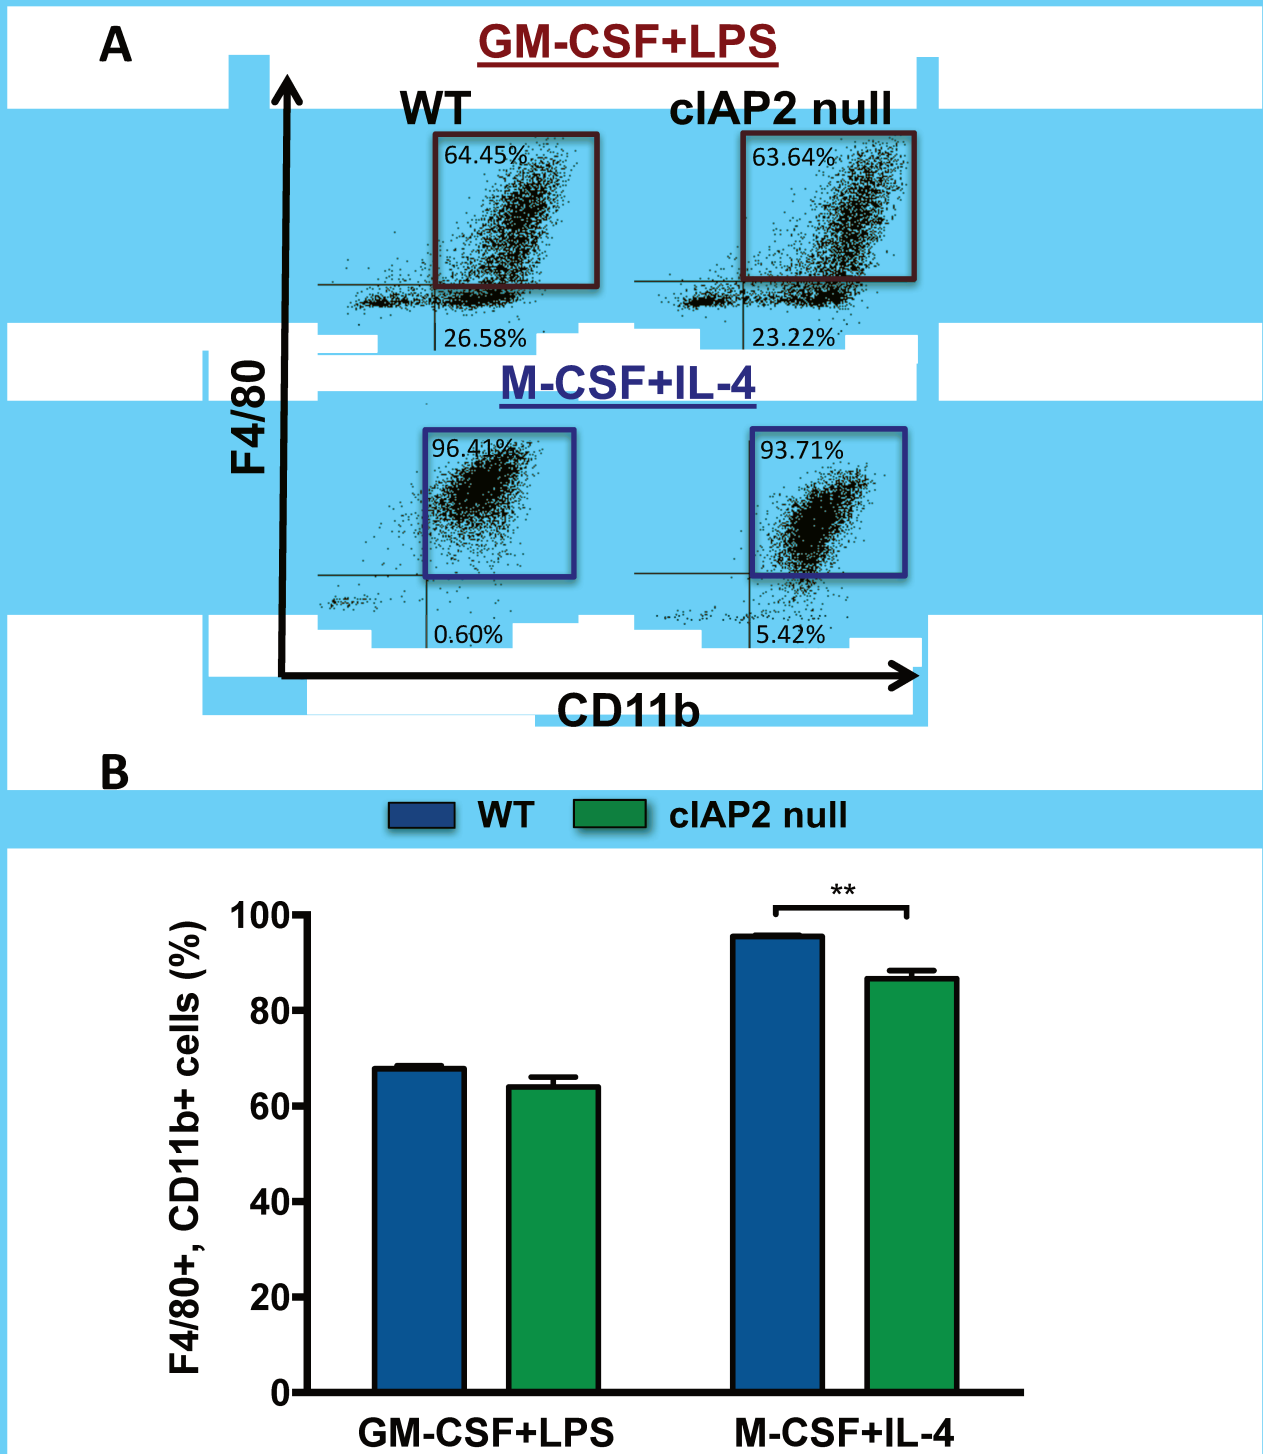 A
GM-CSF+LPS
WT
cIAP2 null
64.45%
63.64%
26.58%
23.22%
M-CSF+IL-4
96.41%
93.71%
0.60%
5.42%
F4/80
CD11b
B
WT
cIAP2 null
**
100
80
60
40
20
0
F4/80+, CD11b+ cells (%)
GM-CSF+LPS
M-CSF+IL-4